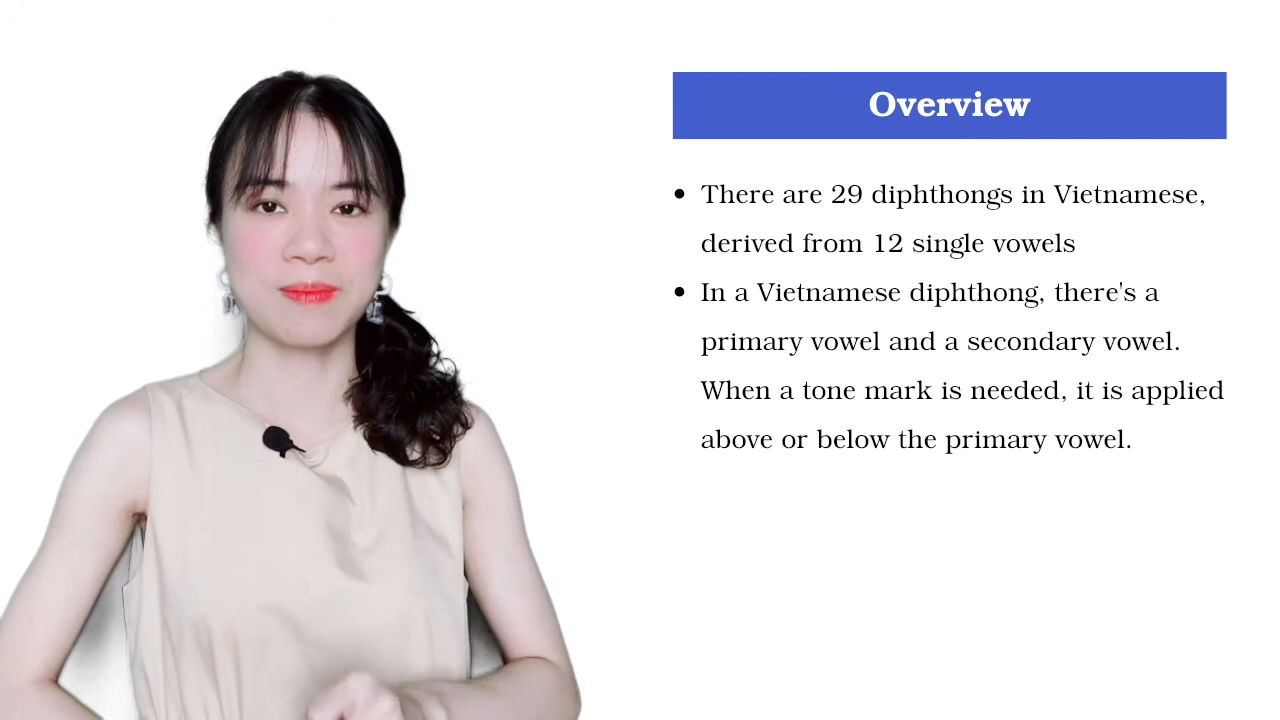 Overview
• There are 29 diphthongs in Vietnamese,
derived from 12 single vowels
• In a Vietnamese diphthong, there's a
primary vowel and a secondary vowel.
When a tone mark is needed, it is applied
above or below the primary vowel.